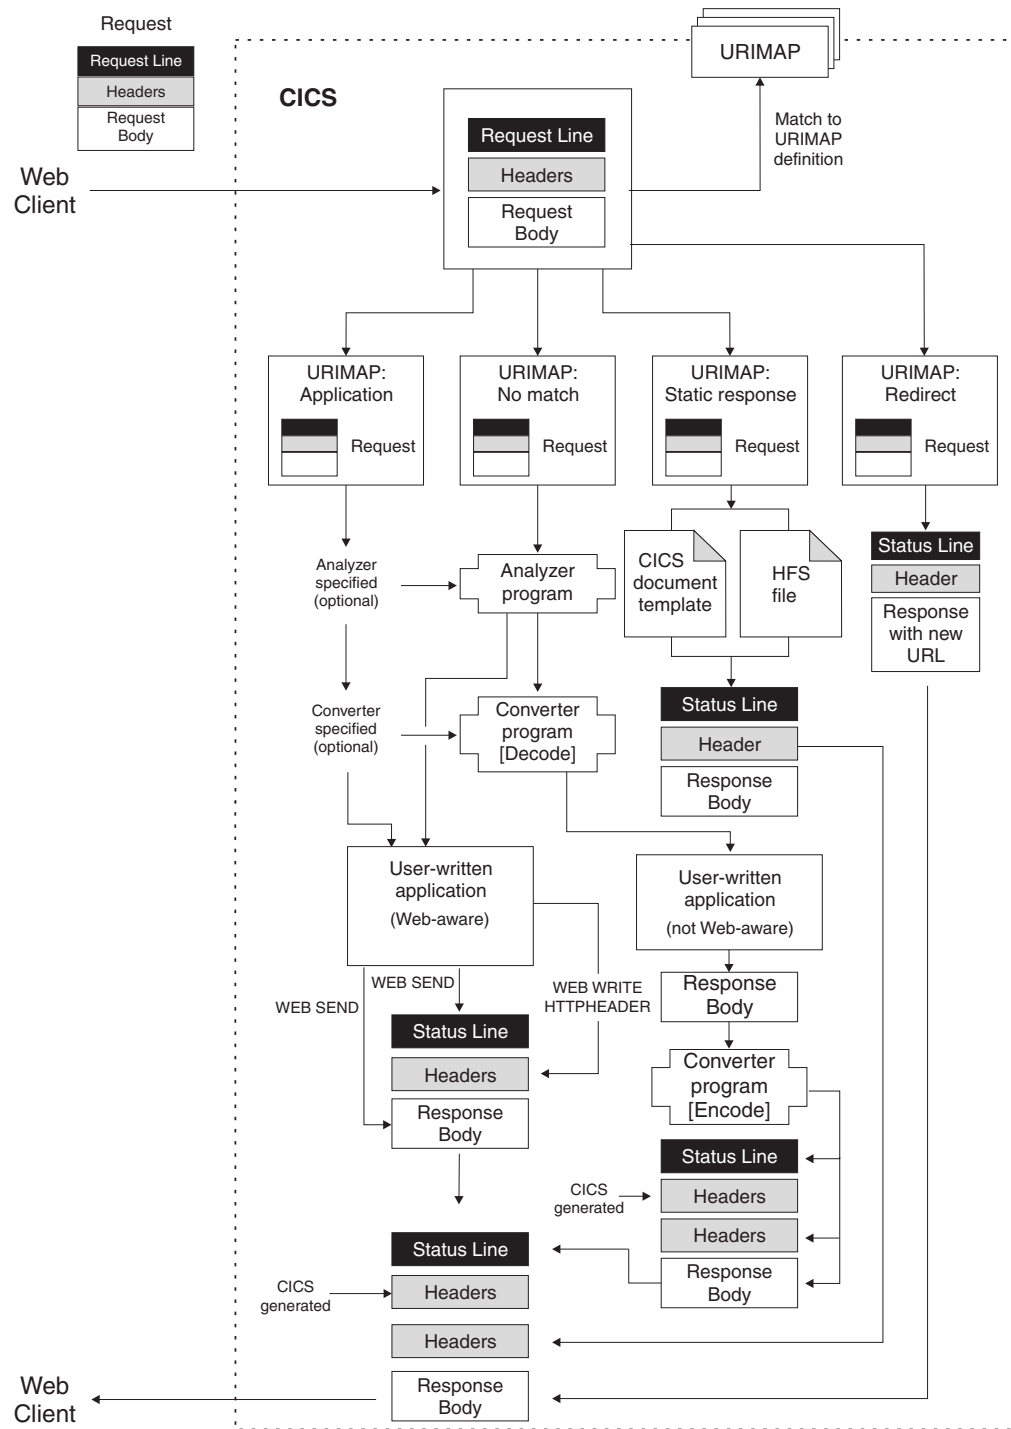 Request
Request Line
Headers
Request
Body
URIMAP
CICS
Match to
URIMAP
definition
Request Line
Headers
Request
Body
Web
Client
URIMAP:
Application
Request
URIMAP:
No match
Request
URIMAP:
Static response
Request
URIMAP:
Redirect
Request
Analyzer
specified
(optional)
Analyzer
program
CICS
document
template
HFS
file
Status Line
Header
Response
with new
URL
Converter
specified
(optional)
Converter
program
[Decode]
Status Line
Header
Response
Body
User-written
application
(Web-aware)
User-written
application
(not Web-aware)
WEB SEND
WEB SEND
WEB WRITE
HTTPHEADER
Response
Body
Status Line
Headers
Response
Body
Converter
program
[Encode]
Status Line
CICS
generated
Headers
Headers
Response
Body
Status Line
CICS
generated
Headers
Headers
Response
Body
Web
Client